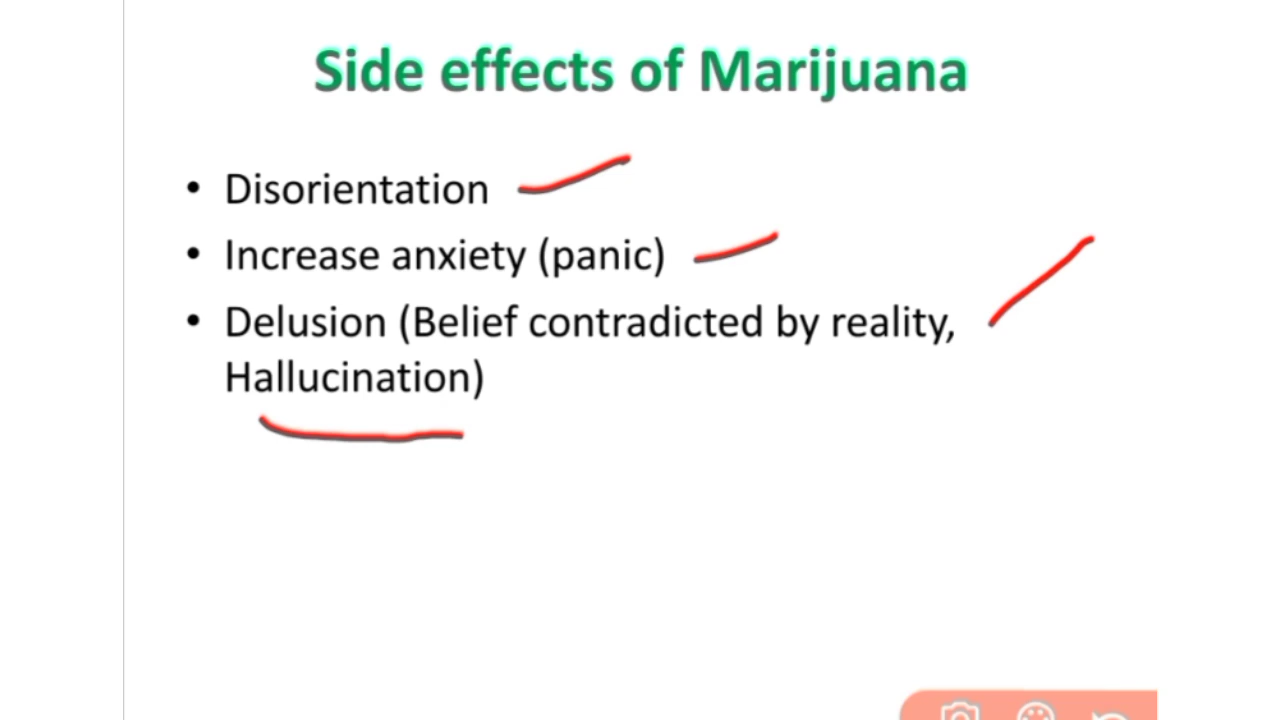 Side effects of Marijuana
• Disorientation
• Increase anxiety (panic)
• Delusion (Belief contradicted by reality,
Hallucination)